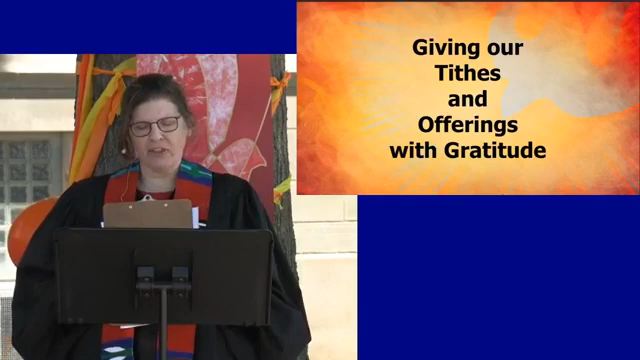 Giving our
Tithes
and
Offerings
with Gratitude